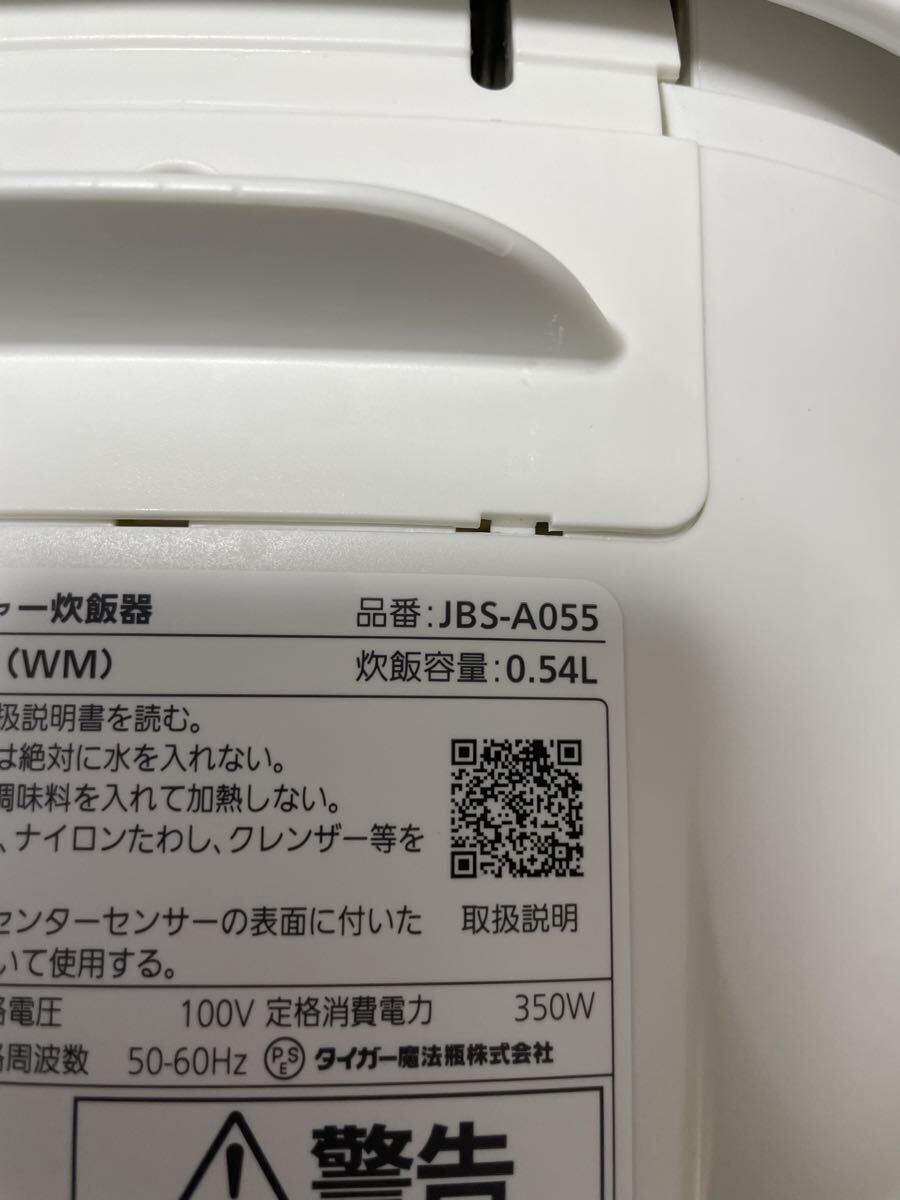 ャー炊飯器 品番:JBS-A055
(WM) 炊飯容量:0.54L
扱説明書を読む。
は絶対に水を入れない。
調味料を入れて加熱しない。
、ナイロンたわし、クレンザー等を
センターセンサーの表面に付いた
いて使用する。
取扱説明
格電圧 100V 定格消費電力 350W
格周波数 50-60Hz PSE タイガー魔法瓶株式会社
警告